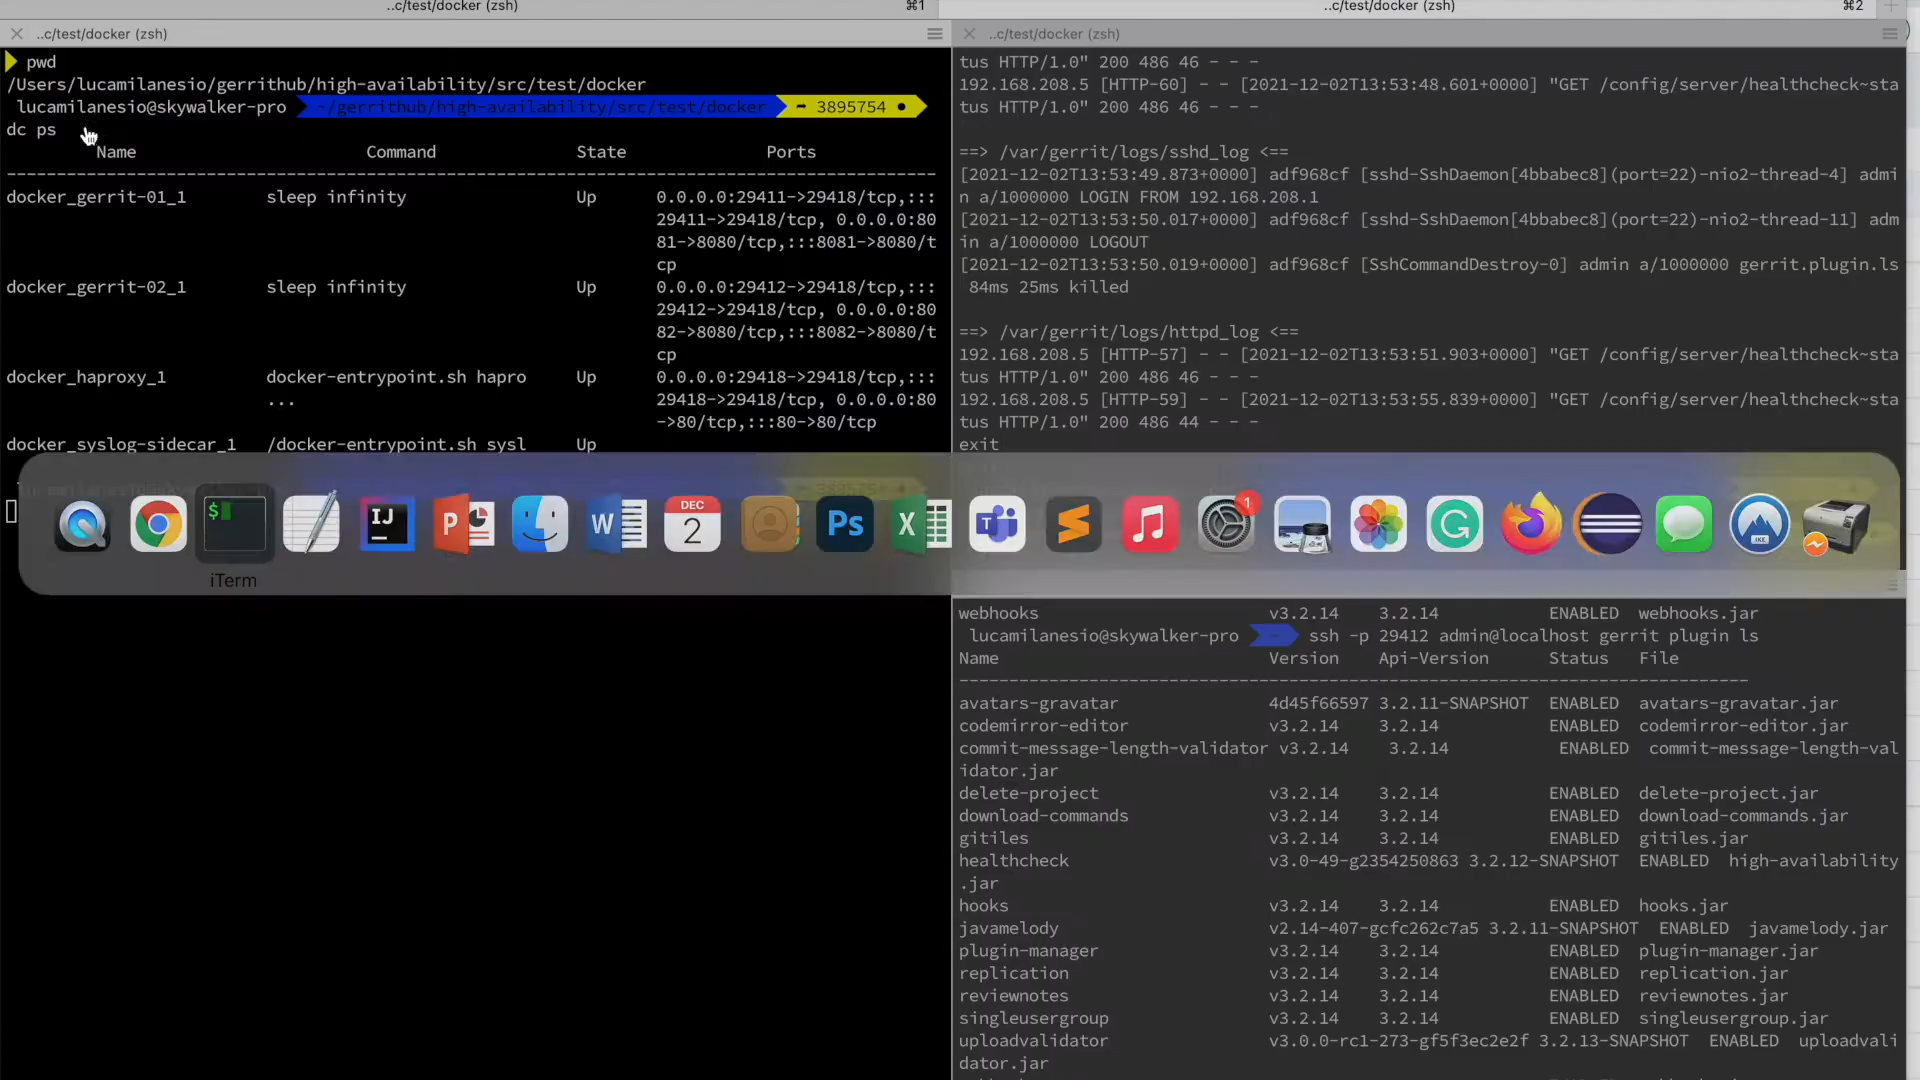 ..c/test/docker (zsh)
⌘1
..c/test/docker (zsh)
⌘2
..c/test/docker (zsh)
..c/test/docker (zsh)
pwd
/Users/lucamilanesio/gerrithub/high-availability/src/test/docker
lucamilanesio@skywalker-pro ~/gerrithub/high-availability/src/test/docker 3895754 ●
dc ps
Name Command State Ports
--------------------------------------------------------------------------------
docker_gerrit-01_1 sleep infinity Up 0.0.0.0:29411->29418/tcp,:::
29411->29418/tcp, 0.0.0.0:80
81->8080/tcp,:::8081->8080/t
cp
docker_gerrit-02_1 sleep infinity Up 0.0.0.0:29412->29418/tcp,:::
29412->29418/tcp, 0.0.0.0:80
82->8080/tcp,:::8082->8080/t
cp
docker_haproxy_1 docker-entrypoint.sh hapro Up 0.0.0.0:29418->29418/tcp,:::
... 29418->29418/tcp, 0.0.0.0:80
->80/tcp,:::80->80/tcp
docker_syslog-sidecar_1 /docker-entrypoint.sh sysl Up
tus HTTP/1.0" 200 486 46 - - -
192.168.208.5 [HTTP-60] - - [2021-12-02T13:53:48.601+0000] "GET /config/server/healthcheck~sta
tus HTTP/1.0" 200 486 46 - - -
==> /var/gerrit/logs/sshd_log <==
[2021-12-02T13:53:49.873+0000] adf968cf [sshd-SshDaemon[4bbabec8](port=22)-nio2-thread-4] admi
n a/1000000 LOGIN FROM 192.168.208.1
[2021-12-02T13:53:50.017+0000] adf968cf [sshd-SshDaemon[4bbabec8](port=22)-nio2-thread-11] adm
in a/1000000 LOGOUT
[2021-12-02T13:53:50.019+0000] adf968cf [SshCommandDestroy-0] admin a/1000000 gerrit.plugin.ls
84ms 25ms killed
==> /var/gerrit/logs/httpd_log <==
192.168.208.5 [HTTP-57] - - [2021-12-02T13:53:51.903+0000] "GET /config/server/healthcheck~sta
tus HTTP/1.0" 200 486 46 - - -
192.168.208.5 [HTTP-59] - - [2021-12-02T13:53:55.839+0000] "GET /config/server/healthcheck~sta
tus HTTP/1.0" 200 486 44 - - -
exit
$
IJ
P
W
DEC
2
Ps
X
T
1
G
IKE
iTerm
webhooks v3.2.14 3.2.14 ENABLED webhooks.jar
lucamilanesio@skywalker-pro ~ ssh -p 29412 admin@localhost gerrit plugin ls
Name Version Api-Version Status File
-------------------------------------------------------------------------------
avatars-gravatar 4d45f66597 3.2.11-SNAPSHOT ENABLED avatars-gravatar.jar
codemirror-editor v3.2.14 3.2.14 ENABLED codemirror-editor.jar
commit-message-length-validator v3.2.14 3.2.14 ENABLED commit-message-length-val
idator.jar
delete-project v3.2.14 3.2.14 ENABLED delete-project.jar
download-commands v3.2.14 3.2.14 ENABLED download-commands.jar
gitiles v3.2.14 3.2.14 ENABLED gitiles.jar
healthcheck v3.0-49-g2354250863 3.2.12-SNAPSHOT ENABLED high-availability
.jar
hooks v3.2.14 3.2.14 ENABLED hooks.jar
javamelody v2.14-407-gcfc262c7a5 3.2.11-SNAPSHOT ENABLED javamelody.jar
plugin-manager v3.2.14 3.2.14 ENABLED plugin-manager.jar
replication v3.2.14 3.2.14 ENABLED replication.jar
reviewnotes v3.2.14 3.2.14 ENABLED reviewnotes.jar
singleusergroup v3.2.14 3.2.14 ENABLED singleusergroup.jar
uploadvalidator v3.0.0-rc1-273-gf5f3ec2e2f 3.2.13-SNAPSHOT ENABLED uploadvali
dator.jar